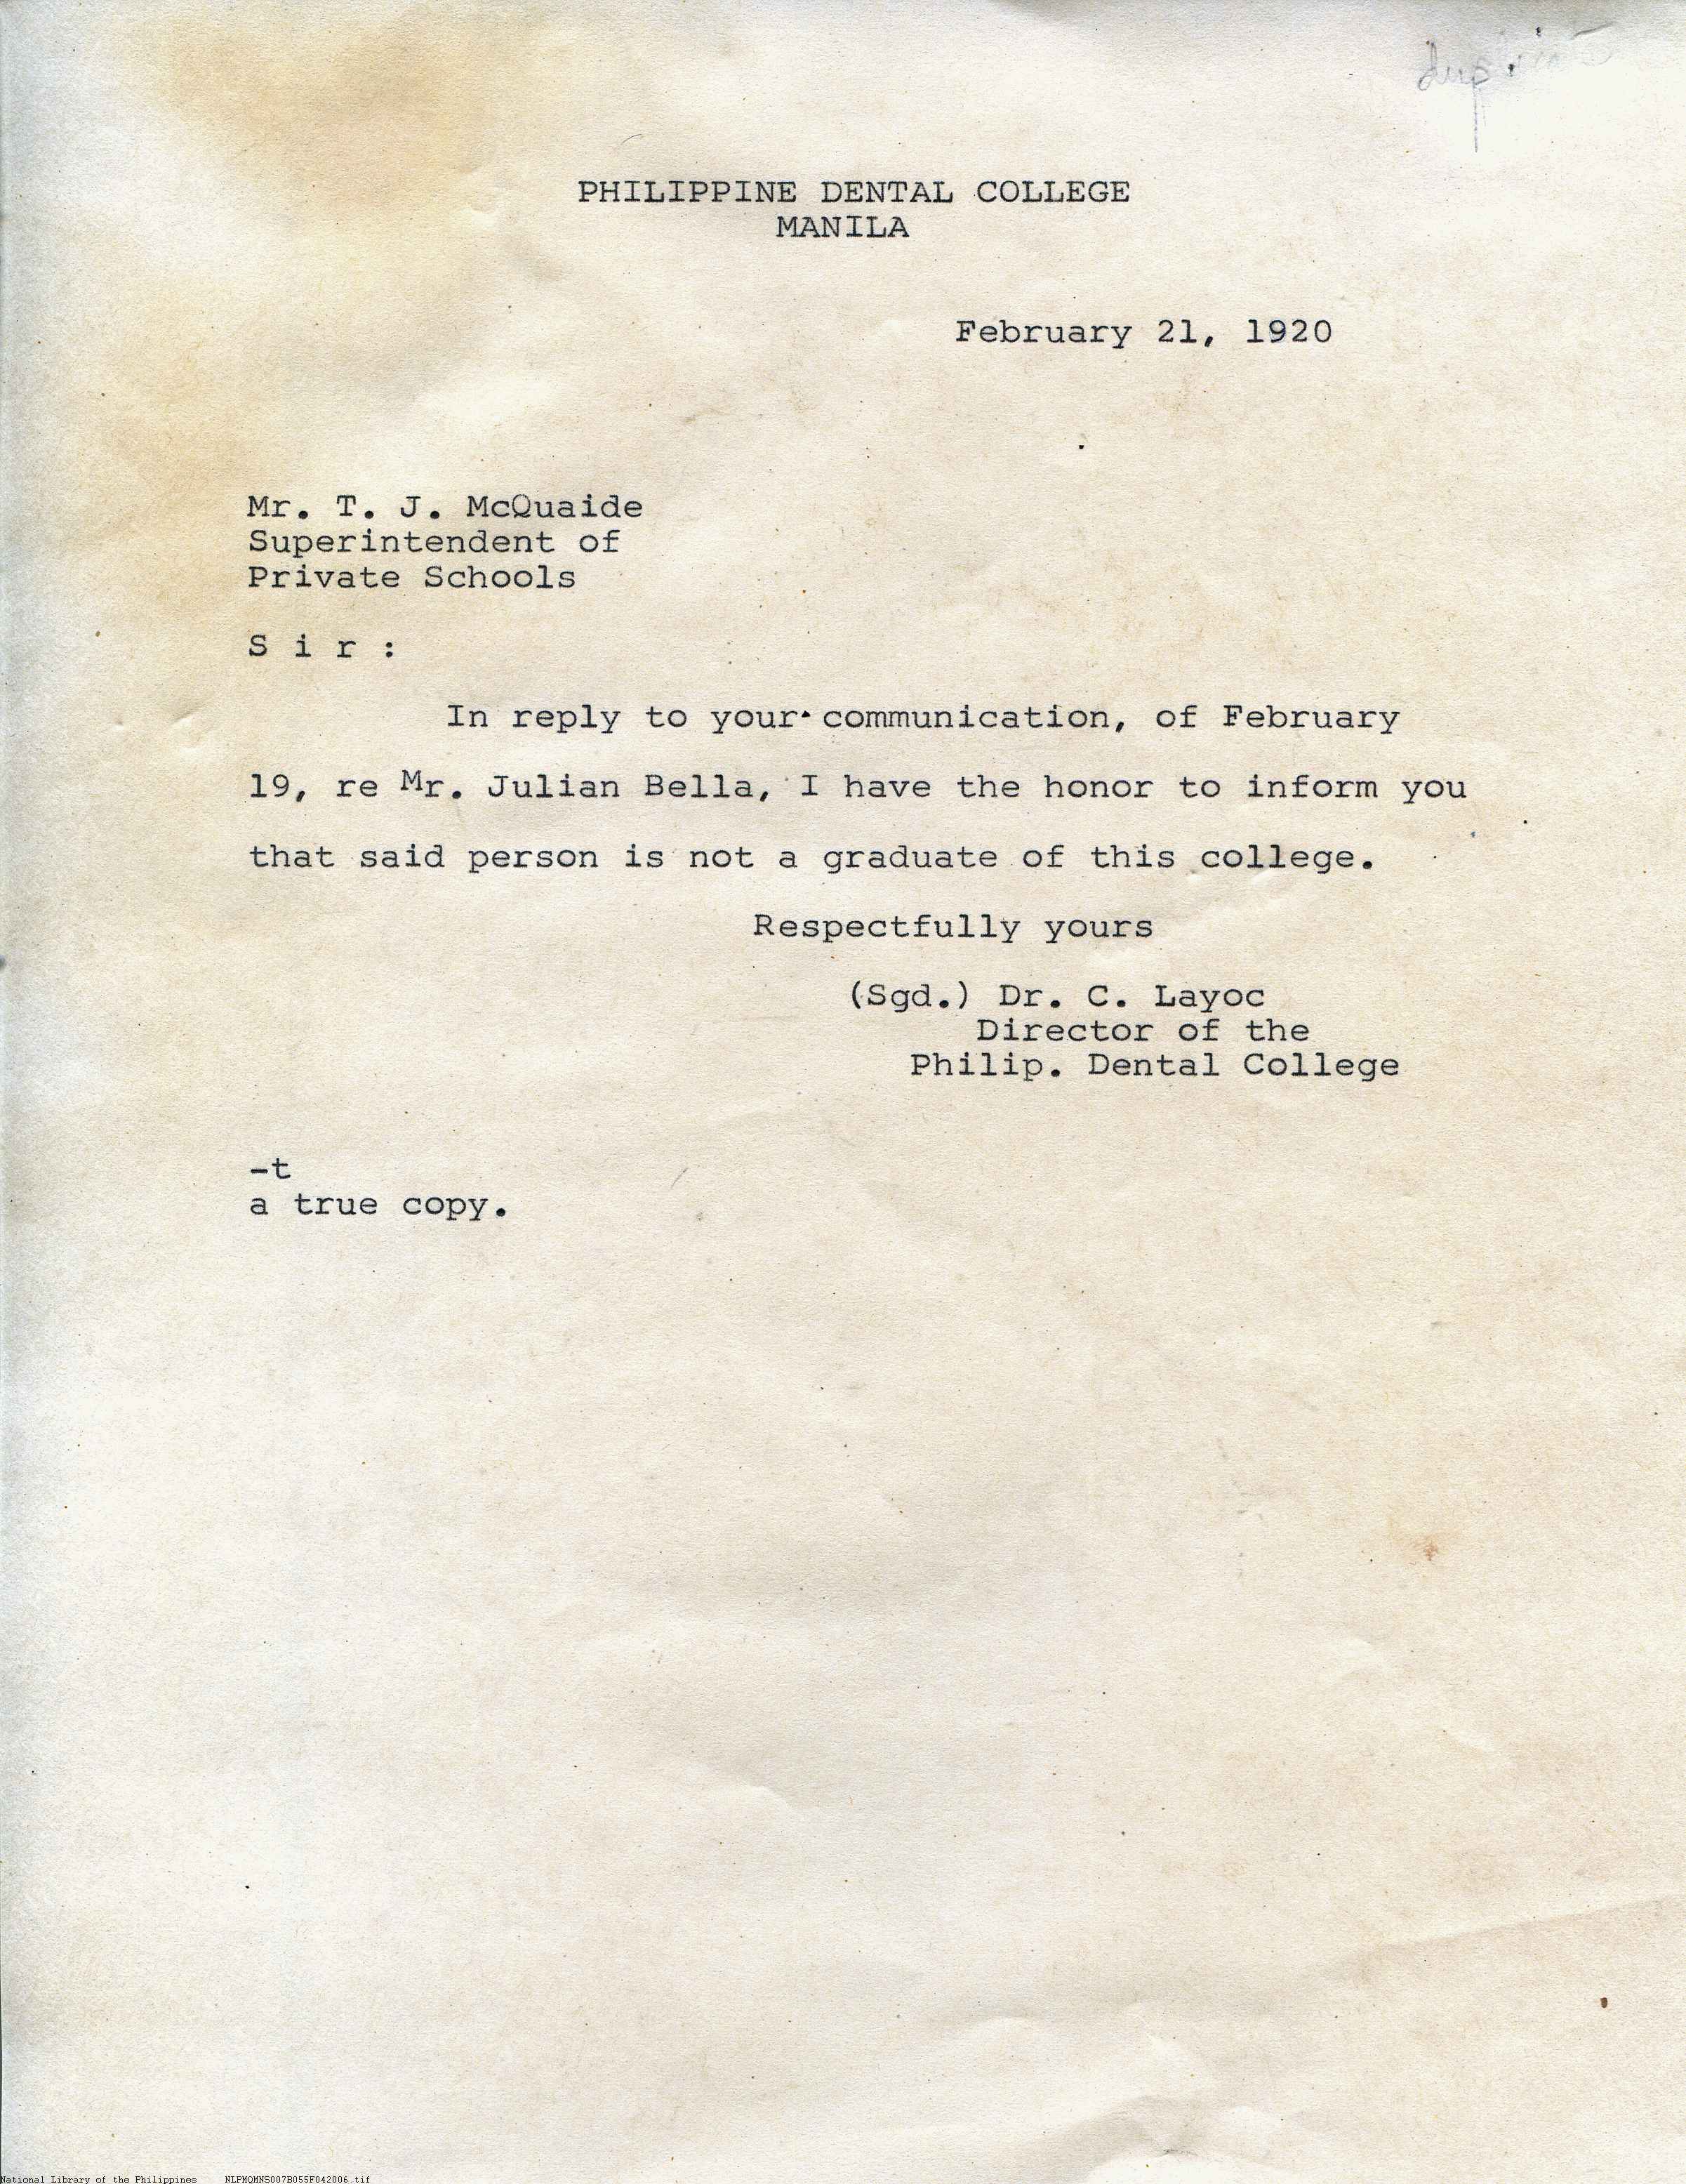 PHILIPPINE DENTAL COLLEGE
MANILA
February 21, 1920
Mr. T. J. McQuaide
Superintendent of
Private Schools
S i r :
In reply to your communication, of February
19, re Mr. Julian Bella, I have the honor to inform you
that said person is not a graduate of this college.
Respectfully yours
(Sgd.) Dr. C. Layoc
Director of the
Philip. Dental College
-t
a true copy.
National Library of the Philippines NLPMQMNS007B055F042006.tif